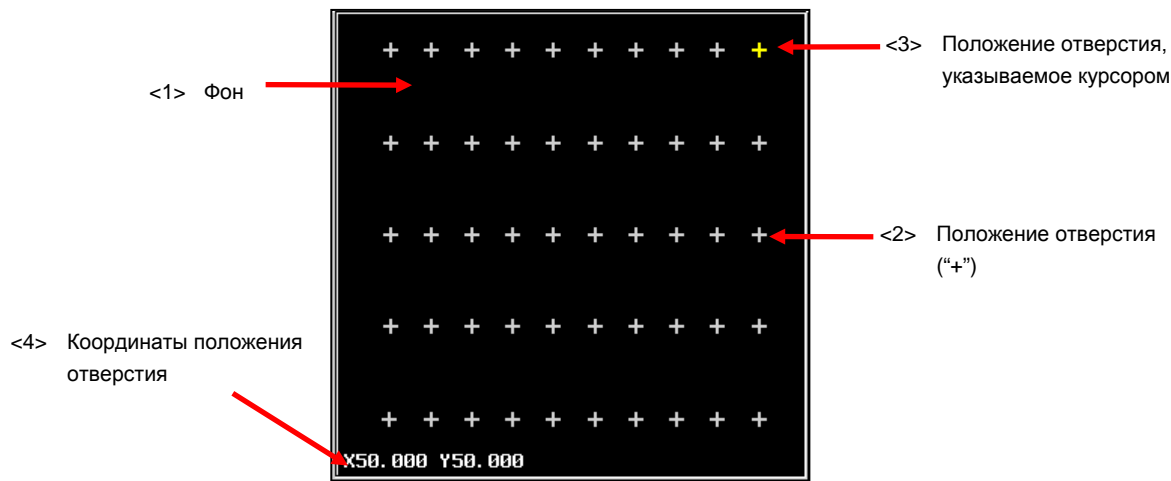 <3> Положение отверстия,
указываемое курсором
<1> Фон
<2> Положение отверстия
(“+”)
<4> Координаты положения
отверстия
X50.000 Y50.000